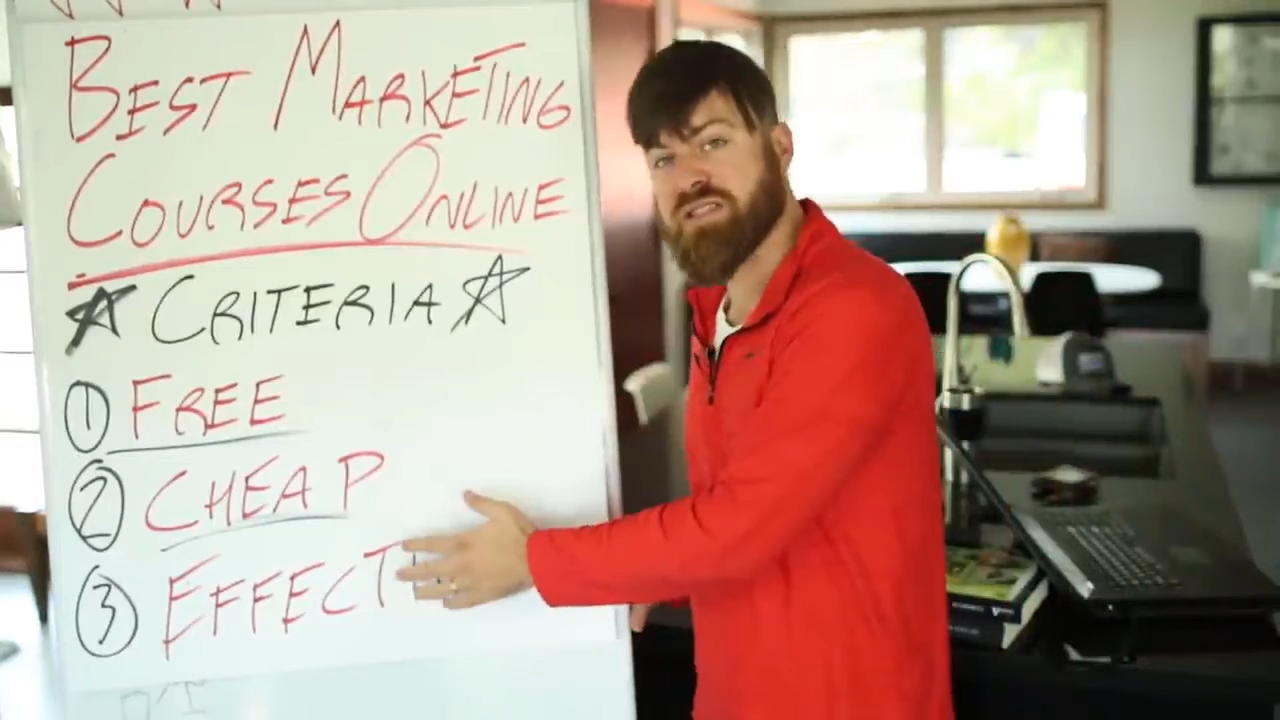 BEST MARKETING
COURSES ONLINE
CRITERIA
1 FREE
2 CHEAP
3 EFFECT